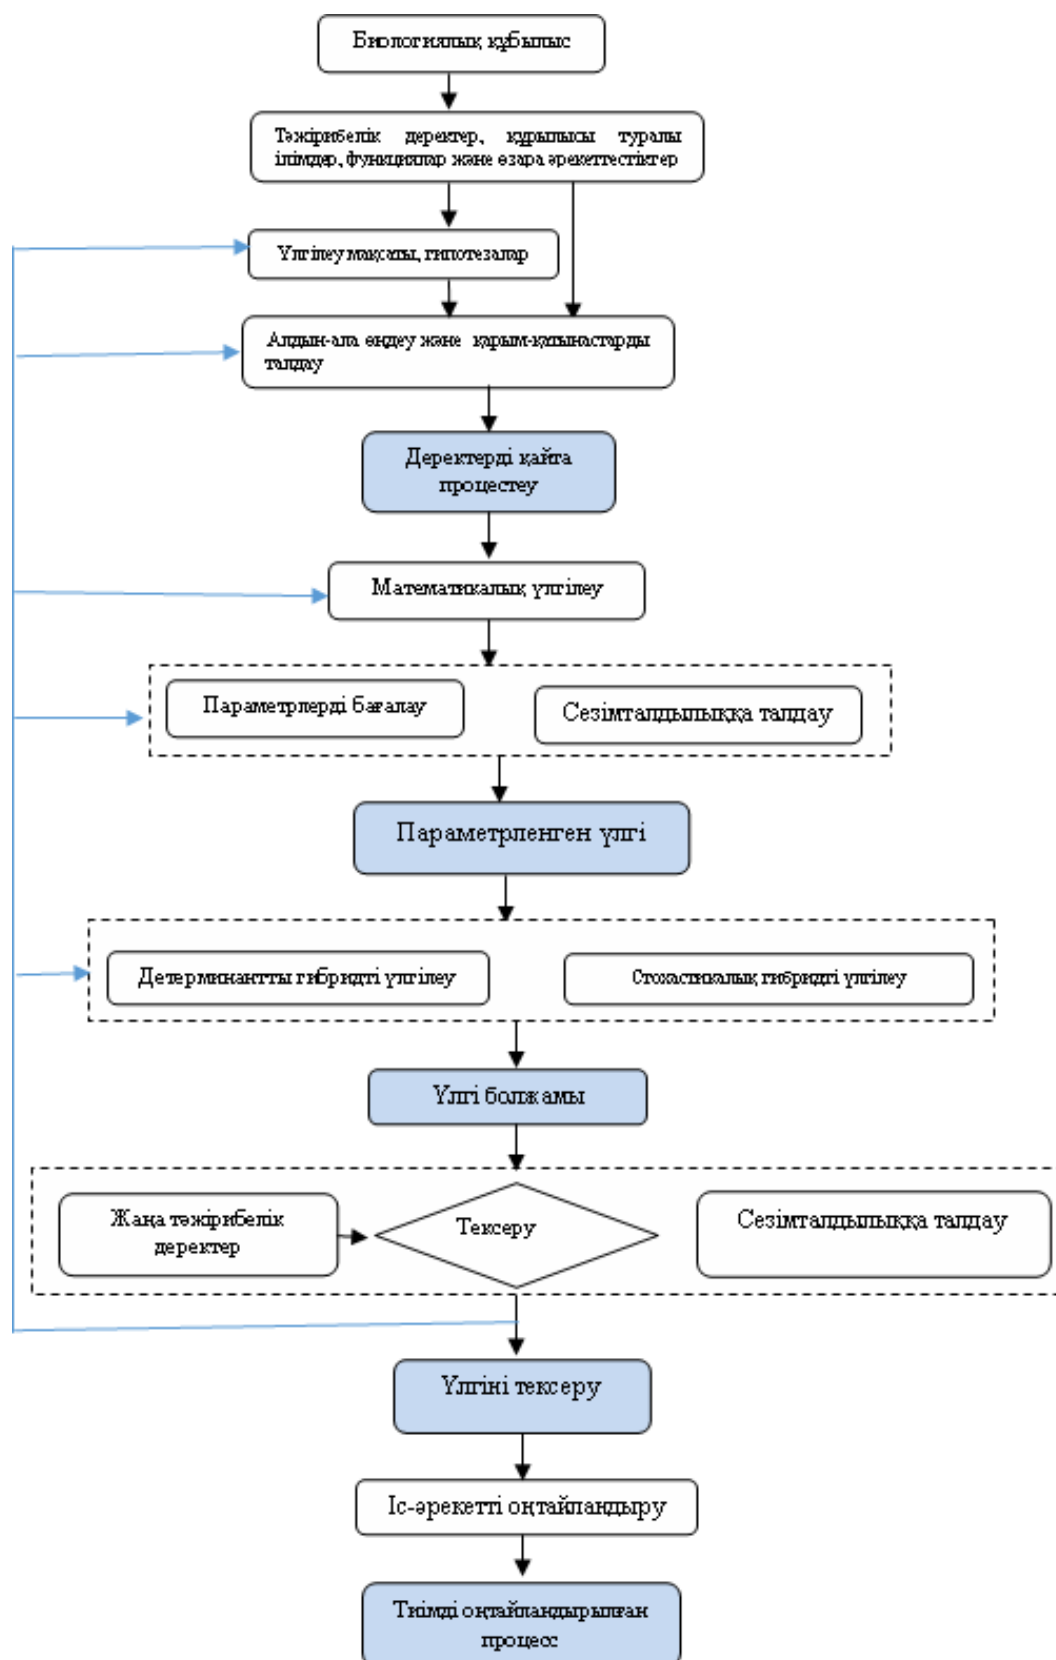 Биологиялық құбылыс
Тәжірибелік деректер, құрылысы туралы
ілімдер, функциялар және өзара әрекеттестіктер
Үлгілеу мақсаты, гипотезалар
Алдын-ала өңдеу және қарым-қатынастарды
талдау
Деректерді қайта
процестеу
Математикалық үлгілеу
Параметрлерді бағалау
Сезімталдылыққа талдау
Параметрленген үлгі
Детерминантты гибридті үлгілеу
Стохастикалық гибридті үлгілеу
Үлгі болжамы
Жаңа тәжірибелік
деректер
Тексеру
Сезімталдылыққа талдау
Үлгіні тексеру
Іс-әрекетті оңтайландыру
Тиімді оңтайландырылған
процесс